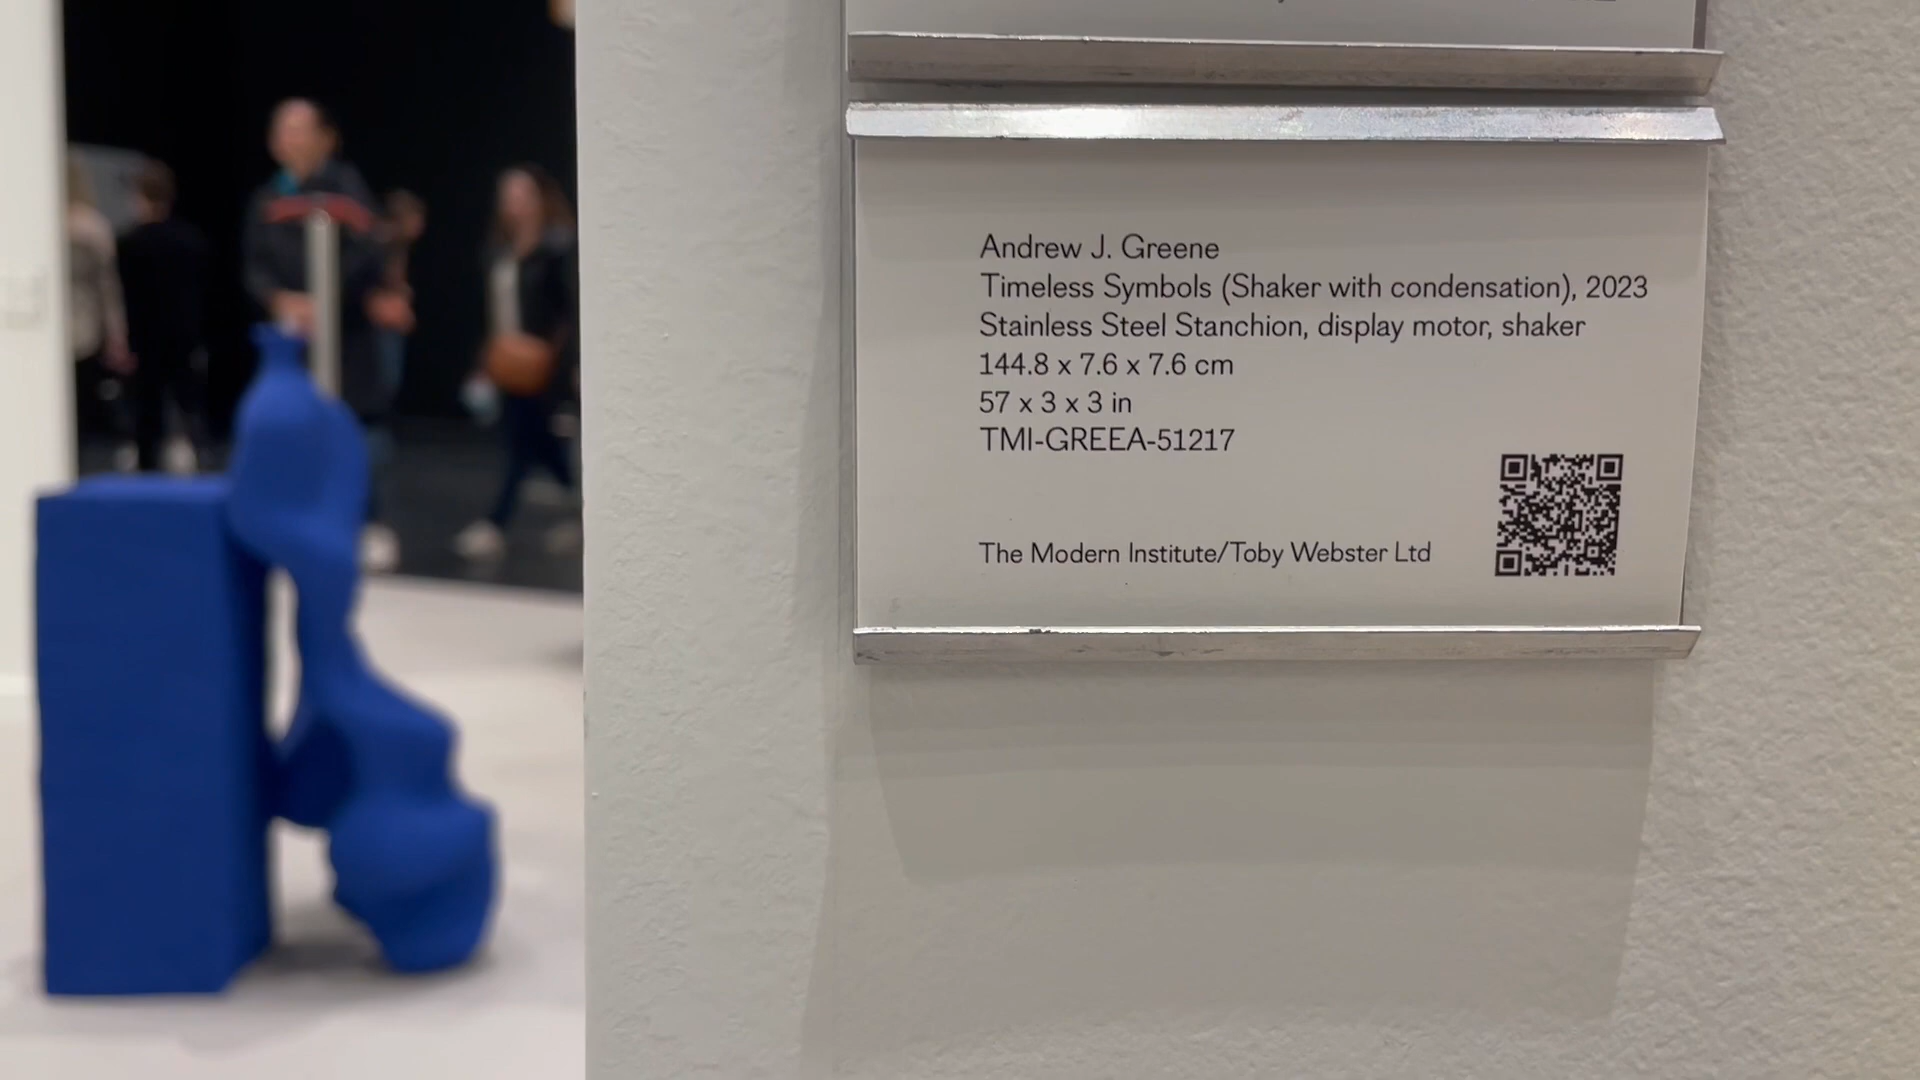 Andrew J. Greene
Timeless Symbols (Shaker with condensation), 2023
Stainless Steel Stanchion, display motor, shaker
144.8 x 7.6 x 7.6 cm
57 x 3 x 3 in
TMI-GREEA-51217
The Modern Institute/Toby Webster Ltd